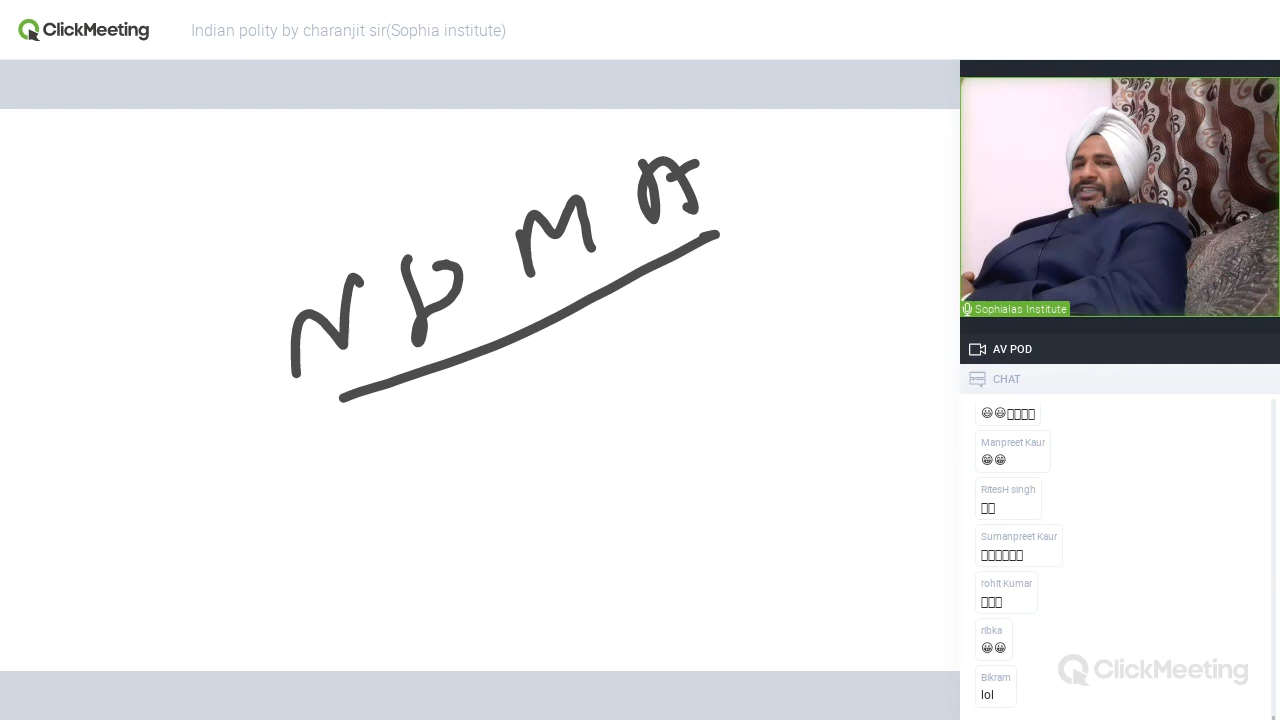 ClickMeeting
Indian polity by charanjit sir(Sophia institute)
Sophialas Institute
AV POD
CHAT
😃😃
Manpreet Kaur
😁😁
RitesH singh
Sumanpreet Kaur
rohit Kumar
ribka
😀😀
Bikram
lol
ClickMeeting